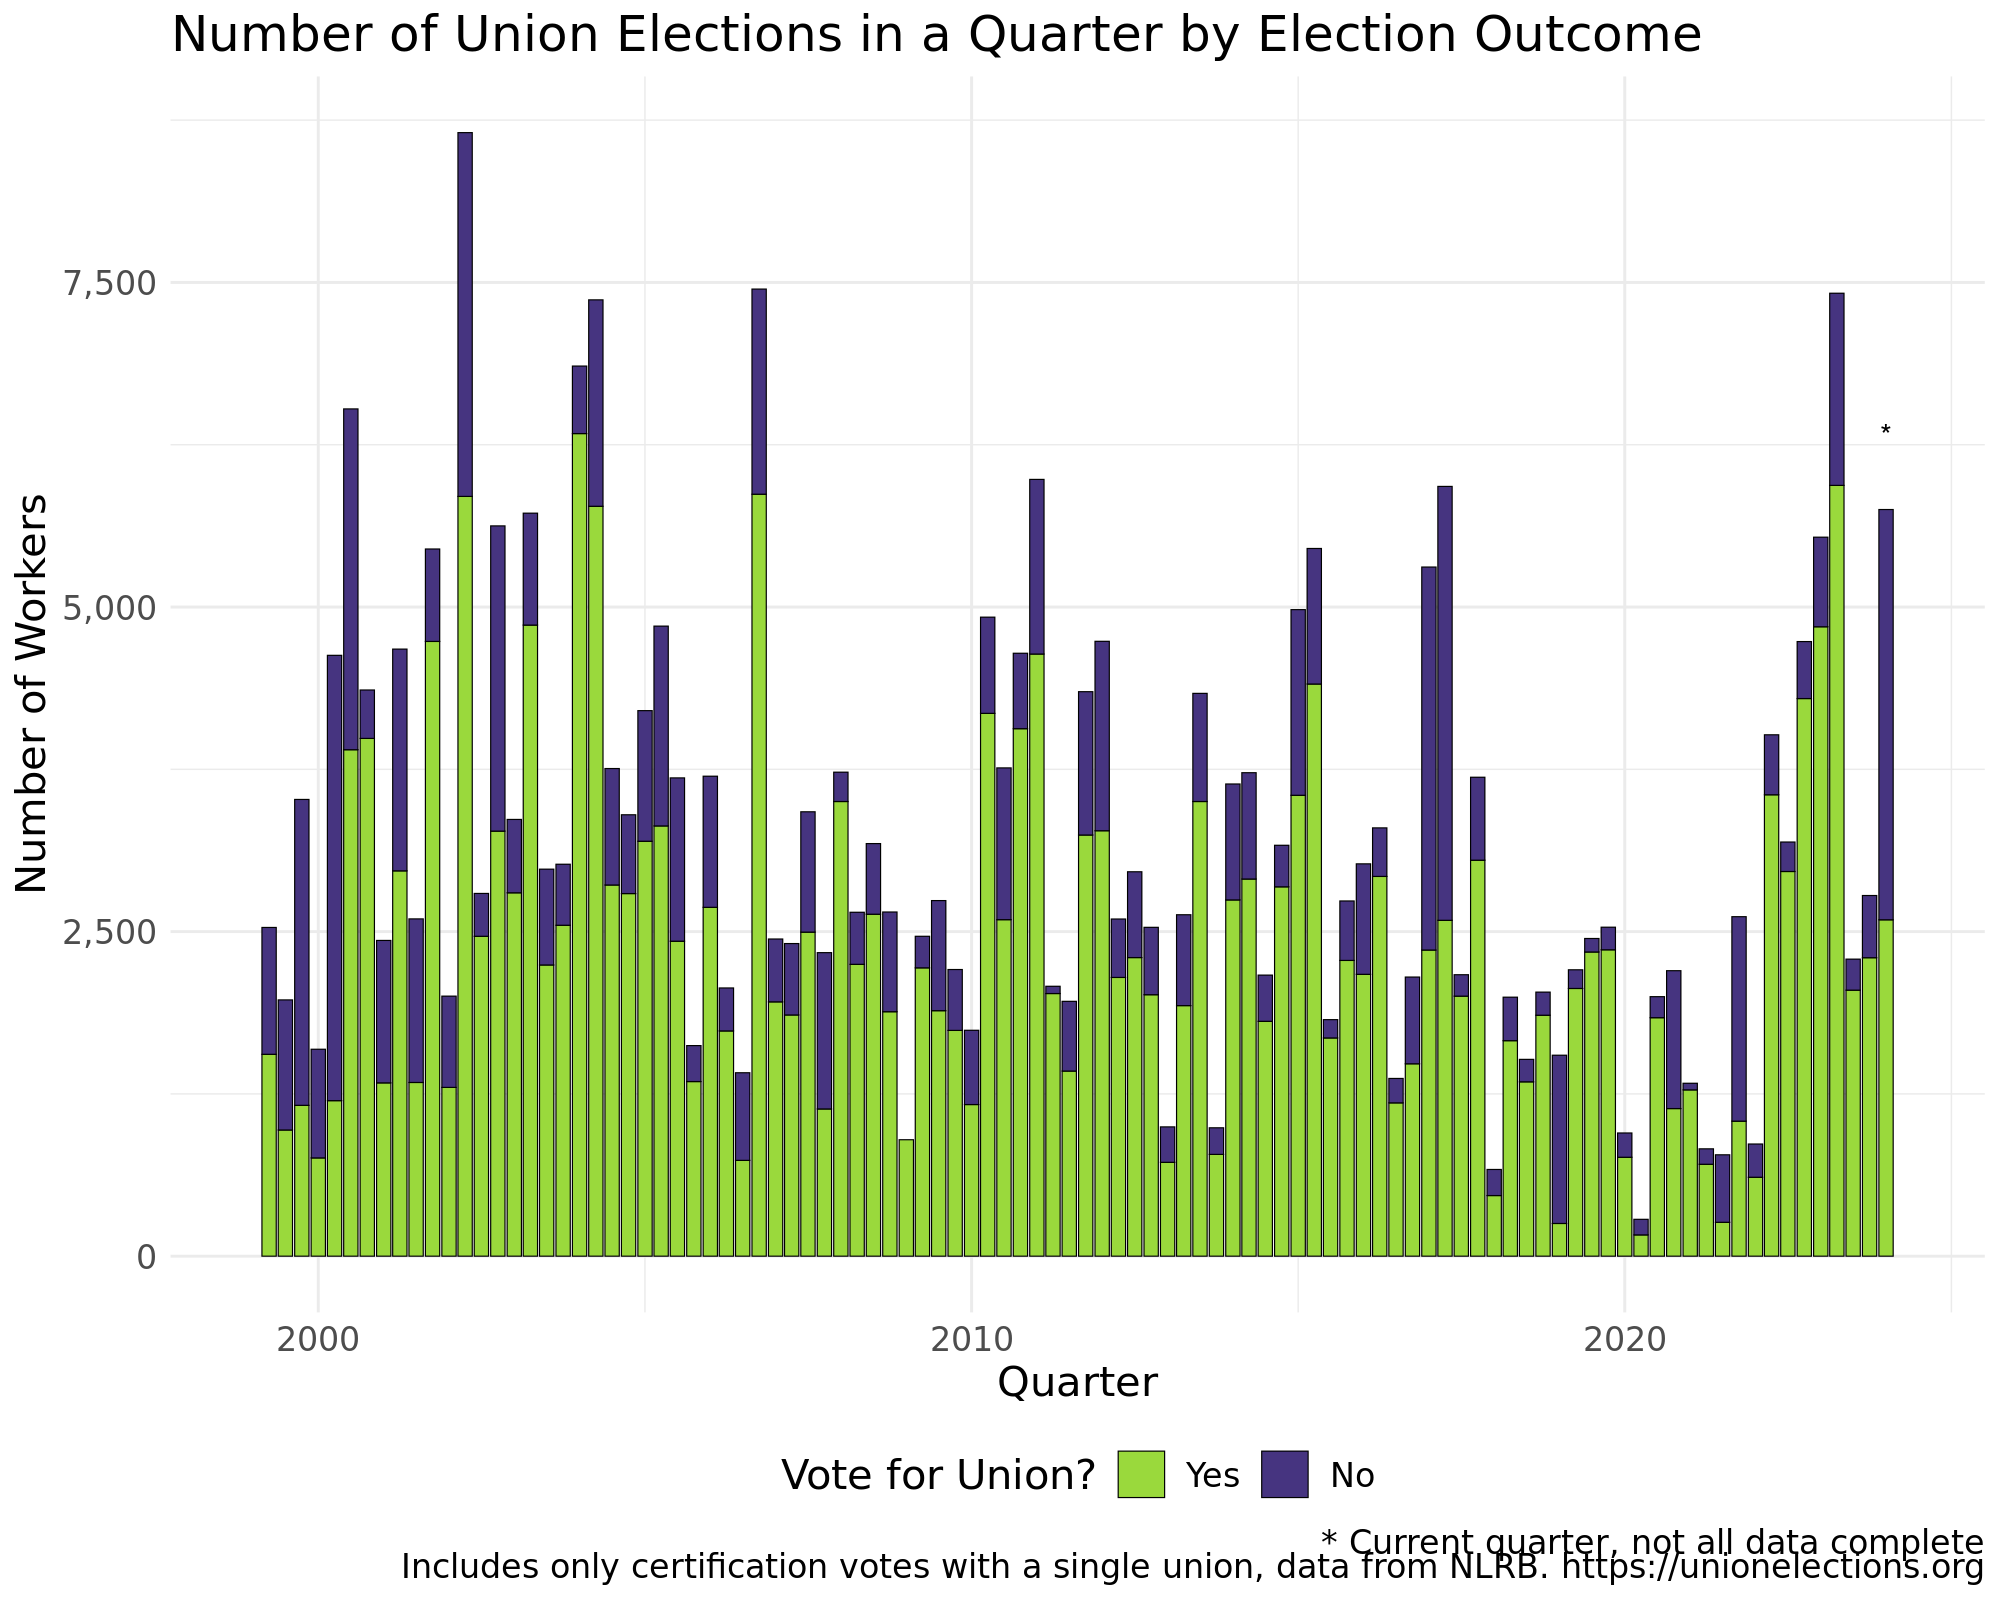 Number of Union Elections in a Quarter by Election Outcome
Number of Workers
7,500
5,000
2,500
0
*
2000 2010 2020
Quarter
Vote for Union? Yes No
* Current quarter, not all data complete
Includes only certification votes with a single union, data from NLRB. https://unionelections.org